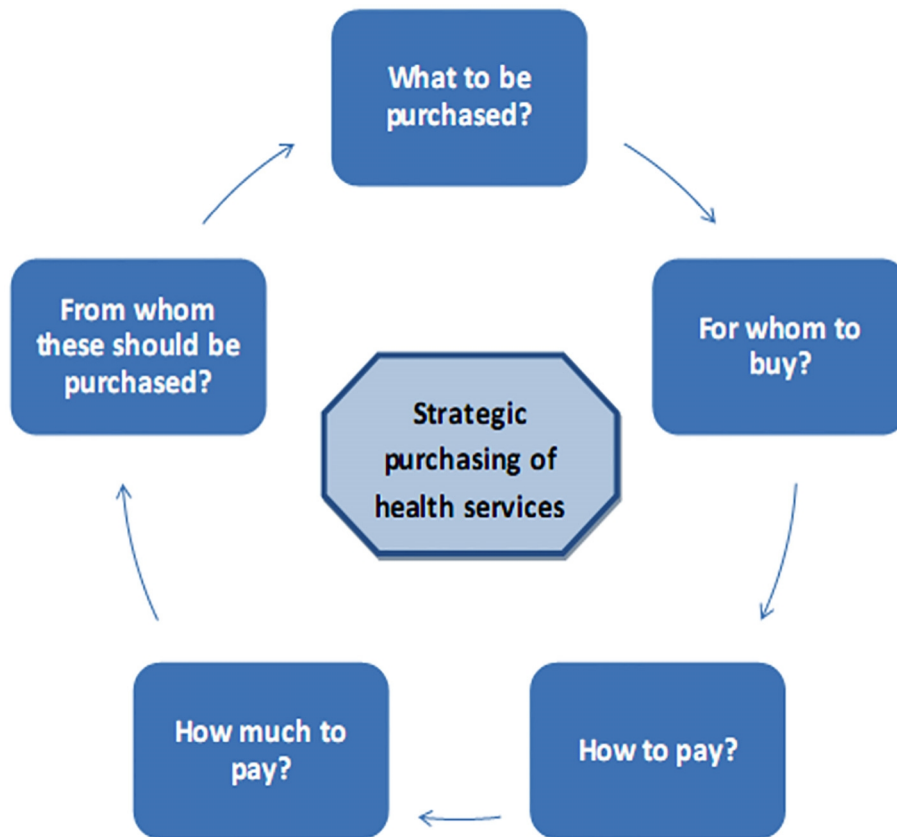 What to be
purchased?
For whom to
buy?
How to pay?
How much to
pay?
From whom
these should be
purchased?
Strategic
purchasing of
health services